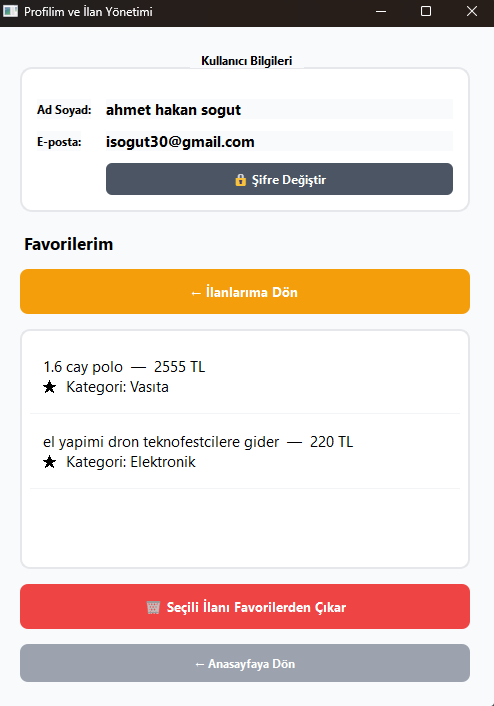 Profilim ve İlan Yönetimi
Kullanıcı Bilgileri
Ad Soyad: ahmet hakan sogut
E-posta: isogut30@gmail.com
🔒 Şifre Değiştir
Favorilerim
← İlanlarıma Dön
1.6 cay polo — 2555 TL
★ Kategori: Vasıta
el yapimi dron teknofestcilere gider — 220 TL
★ Kategori: Elektronik
🗑️ Seçili İlanı Favorilerden Çıkar
← Anasayfaya Dön